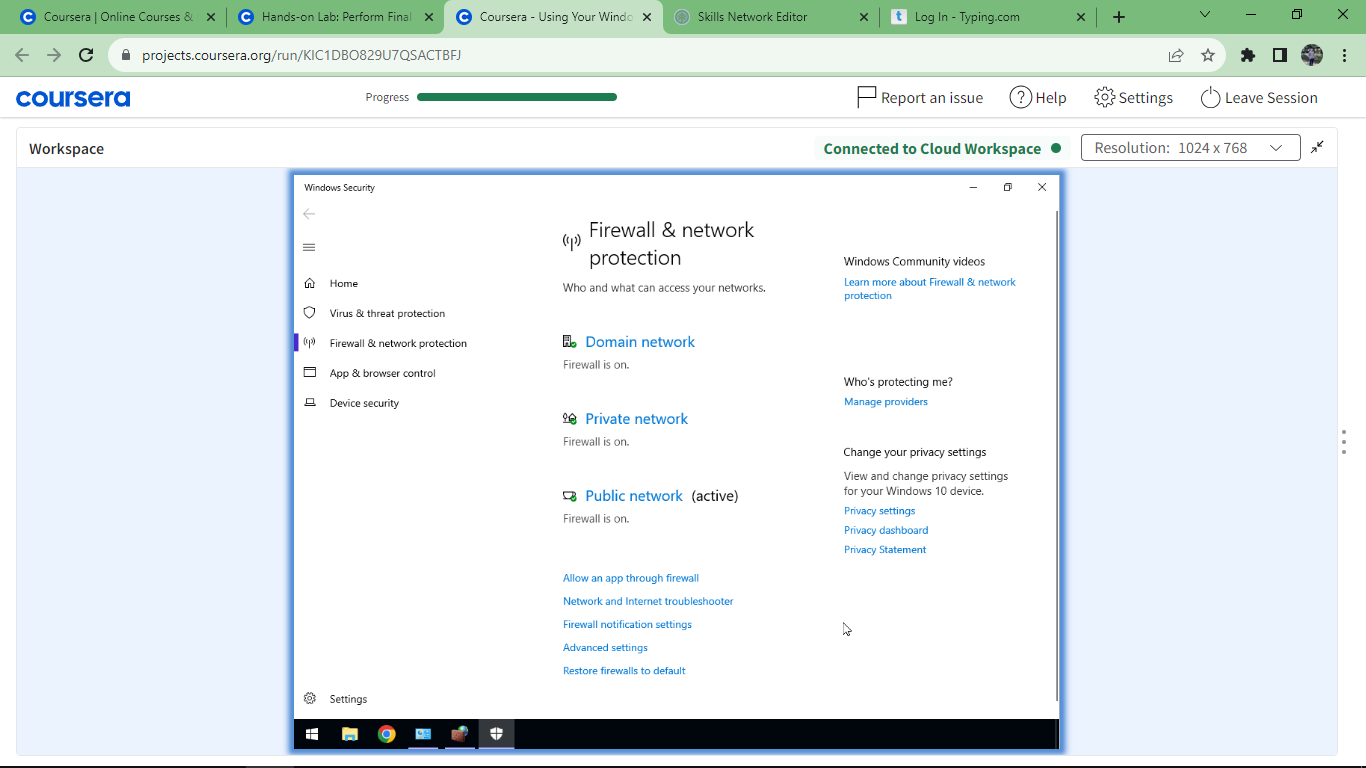 Coursera | Online Courses &
Hands-on Lab: Perform Final
Coursera - Using Your Windo
Skills Network Editor
t
Log In - Typing.com
projects.coursera.org/run/KIC1DBO829U7QSACTBFJ
coursera
Progress
Report an issue
? Help
Settings
Leave Session
Workspace
Connected to Cloud Workspace
Resolution: 1024 x 768
Windows Security
Firewall & network
protection
Who and what can access your networks.
Home
Virus & threat protection
Firewall & network protection
App & browser control
Device security
Domain network
Firewall is on.
Private network
Firewall is on.
Public network (active)
Firewall is on.
Allow an app through firewall
Network and Internet troubleshooter
Firewall notification settings
Advanced settings
Restore firewalls to default
Windows Community videos
Learn more about Firewall & network
protection
Who's protecting me?
Manage providers
Change your privacy settings
View and change privacy settings
for your Windows 10 device.
Privacy settings
Privacy dashboard
Privacy Statement
Settings